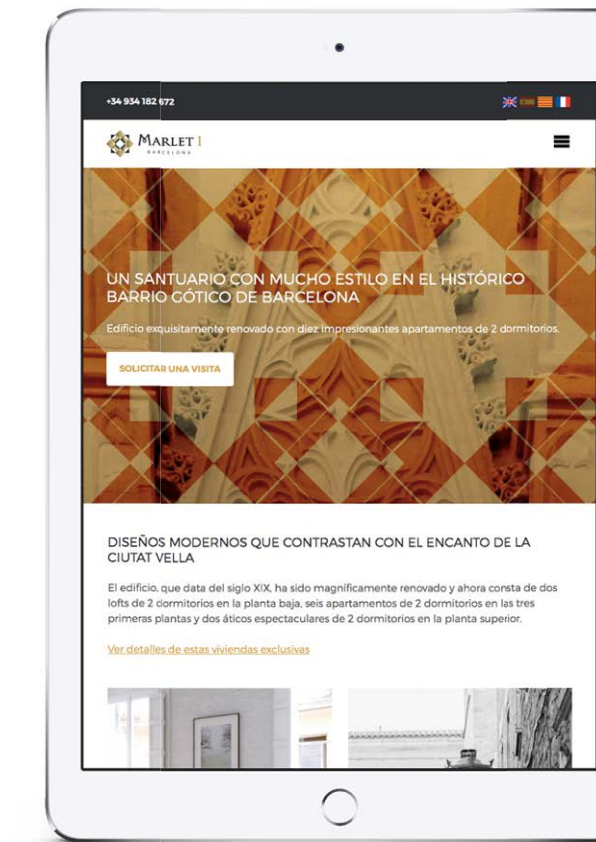 +34 934 182 672
MARLET 1
BARCELONA
UN SANTUARIO CON MUCHO ESTILO EN EL HISTÓRICO
BARRIO GÓTICO DE BARCELONA
Edificio exquisitamente renovado con diez impresionantes apartamentos de 2 dormitorios.
SOLICITAR UNA VISITA
DISEÑOS MODERNOS QUE CONTRASTAN CON EL ENCANTO DE LA
CIUTAT VELLA
El edificio, que data del siglo XIX, ha sido magníficamente renovado y ahora consta de dos
lofts de 2 dormitorios en la planta baja, seis apartamentos de 2 dormitorios en las tres
primeras plantas y dos áticos espectaculares de 2 dormitorios en la planta superior.
Ver detalles de estas viviendas exclusivas